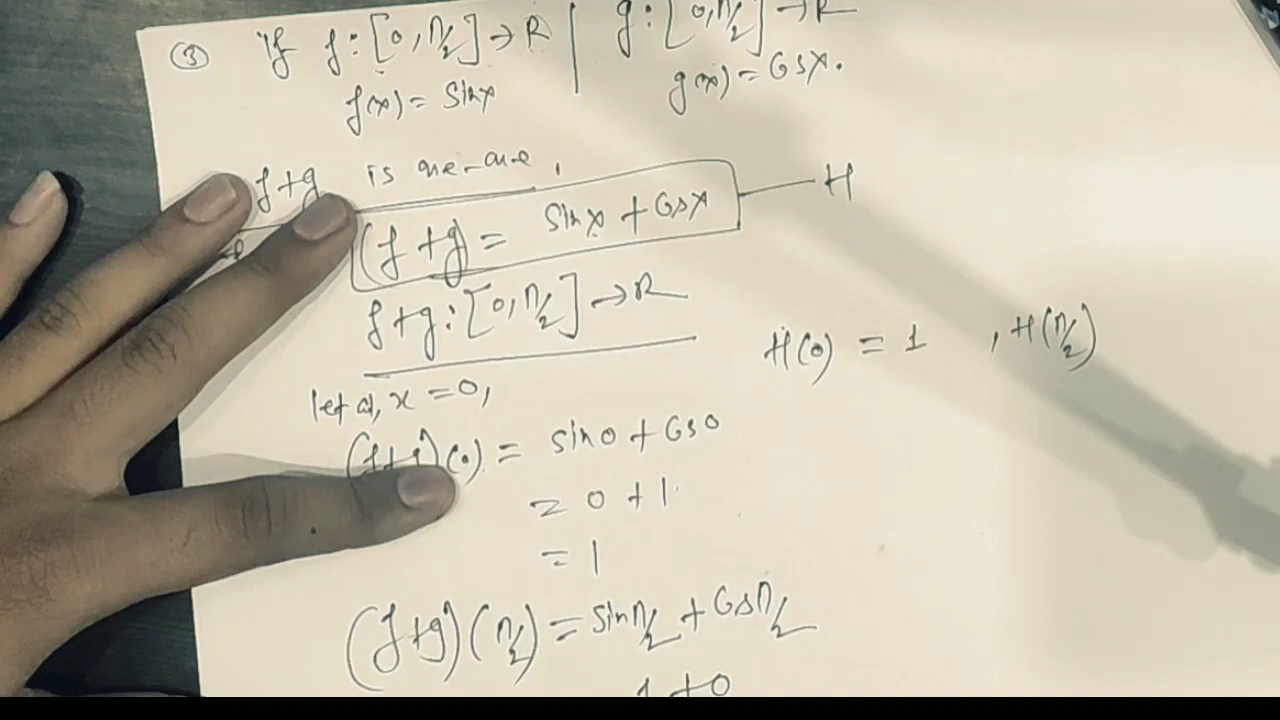 ③ If f: [0, π/2] → R | g: [0, π/2] → R
f(x) = Sinx g(x) = Cosx.
f+g is one-one,
(f+g) = Sinx + Cosx — H
f+g: [0, π/2] → R
H(0) = 1 , H(π/2)
let a, x = 0,
(f+g)(0) = sin0 + Cos0
= 0 + 1
= 1
(f+g)(π/2) = sinπ/2 + Cosπ/2
1 + 0